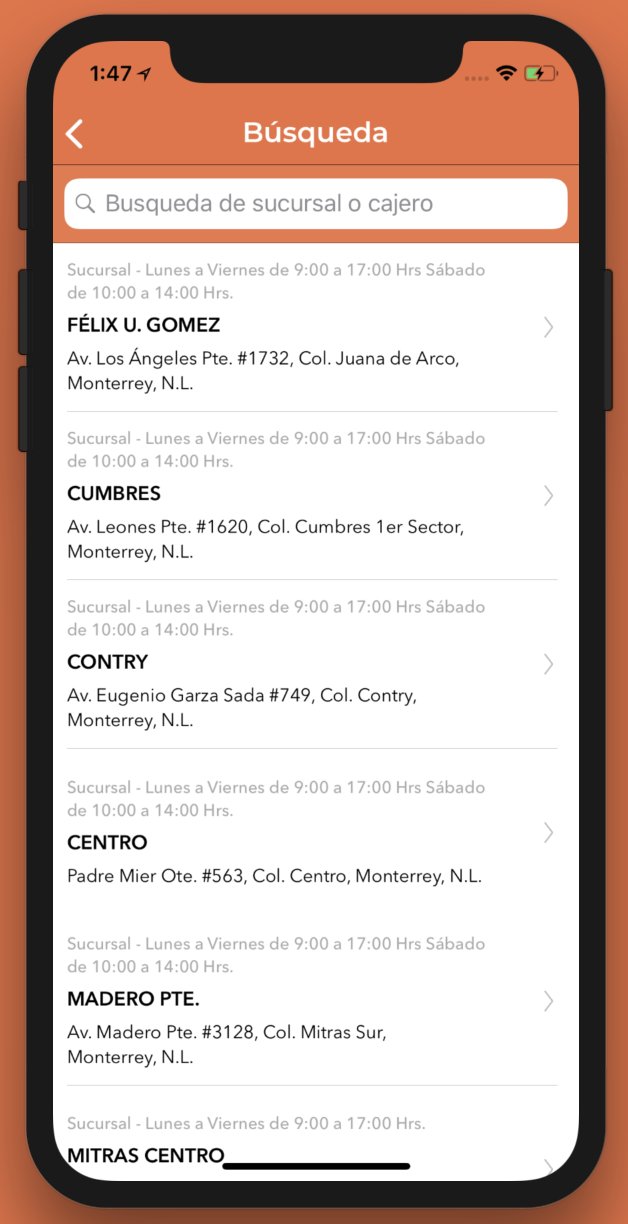 1:47
Búsqueda
Busqueda de sucursal o cajero
Sucursal - Lunes a Viernes de 9:00 a 17:00 Hrs Sábado
de 10:00 a 14:00 Hrs.
FÉLIX U. GOMEZ
Av. Los Ángeles Pte. #1732, Col. Juana de Arco,
Monterrey, N.L.
Sucursal - Lunes a Viernes de 9:00 a 17:00 Hrs Sábado
de 10:00 a 14:00 Hrs.
CUMBRES
Av. Leones Pte. #1620, Col. Cumbres 1er Sector,
Monterrey, N.L.
Sucursal - Lunes a Viernes de 9:00 a 17:00 Hrs Sábado
de 10:00 a 14:00 Hrs.
CONTRY
Av. Eugenio Garza Sada #749, Col. Contry,
Monterrey, N.L.
Sucursal - Lunes a Viernes de 9:00 a 17:00 Hrs Sábado
de 10:00 a 14:00 Hrs.
CENTRO
Padre Mier Ote. #563, Col. Centro, Monterrey, N.L.
Sucursal - Lunes a Viernes de 9:00 a 17:00 Hrs Sábado
de 10:00 a 14:00 Hrs.
MADERO PTE.
Av. Madero Pte. #3128, Col. Mitras Sur,
Monterrey, N.L.
Sucursal - Lunes a Viernes de 9:00 a 17:00 Hrs.
MITRAS CENTRO